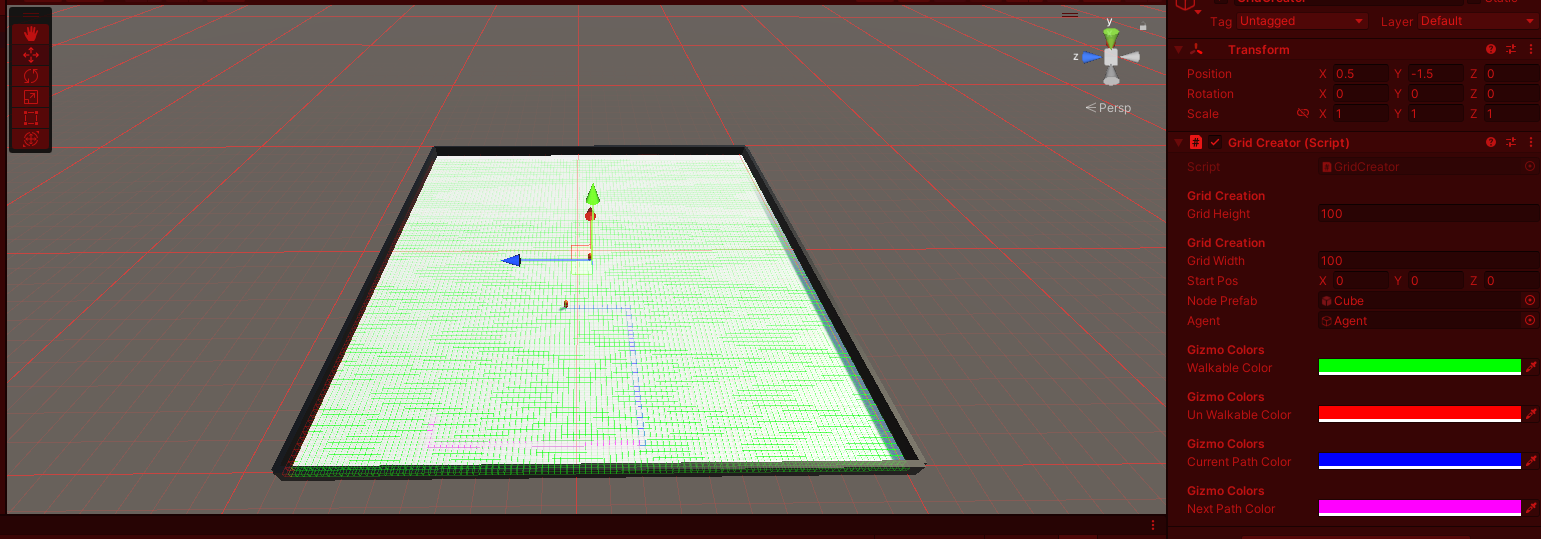 y
z
Persp
Tag Untagged Layer Default
Transform
Position X 0.5 Y -1.5 Z 0
Rotation X 0 Y 0 Z 0
Scale X 1 Y 1 Z 1
# Grid Creator (Script)
Script # GridCreator
Grid Creation
Grid Height 100
Grid Creation
Grid Width 100
Start Pos X 0 Y 0 Z 0
Node Prefab Cube
Agent Agent
Gizmo Colors
Walkable Color
Gizmo Colors
Un Walkable Color
Gizmo Colors
Current Path Color
Gizmo Colors
Next Path Color